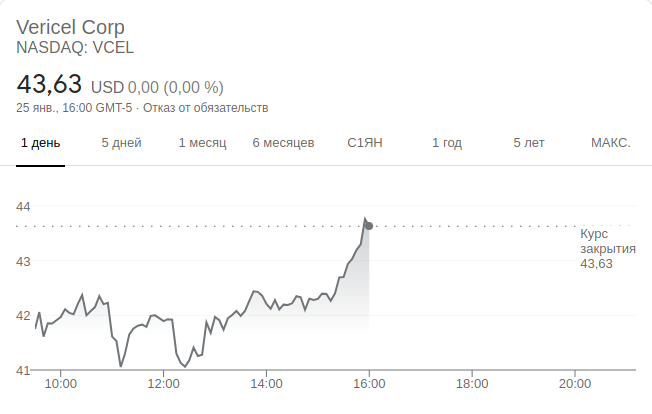 Vericel Corp
NASDAQ: VCEL
43,63 USD 0,00 (0,00 %)
25 янв., 16:00 GMT-5 · Отказ от обязательств
1 день 5 дней 1 месяц 6 месяцев С1ЯН 1 год 5 лет МАКС.
44
Курс
закрытия
43
43,63
42
41
10:00 12:00 14:00 16:00 18:00 20:00